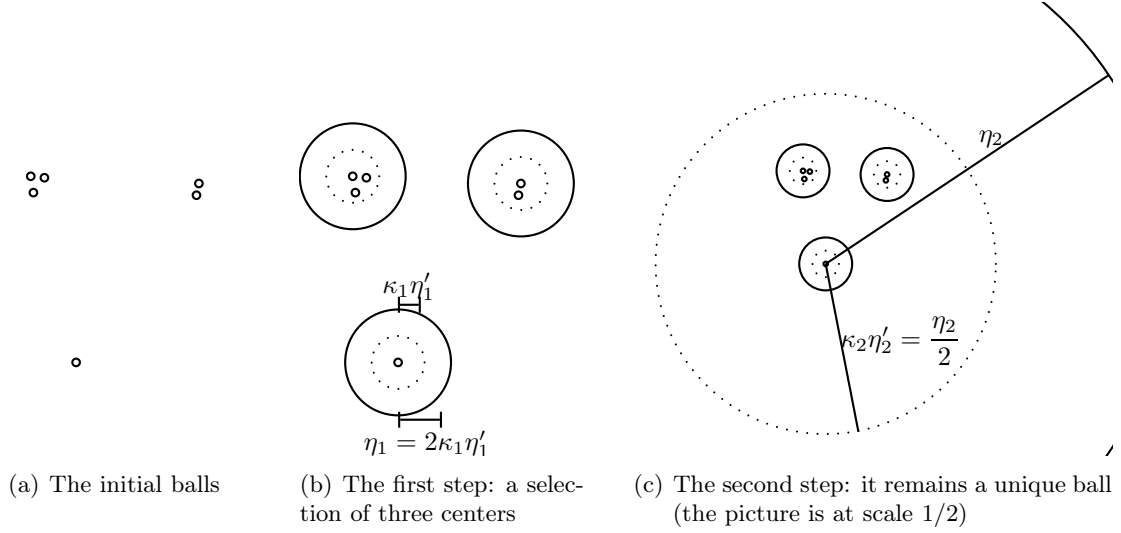 η₂
κ₁η′₁
κ₂η′₂ = η₂/2
η₁ = 2κ₁η′₁
(a) The initial balls
(b) The first step: a selec-
tion of three centers
(c) The second step: it remains a unique ball
(the picture is at scale 1/2)